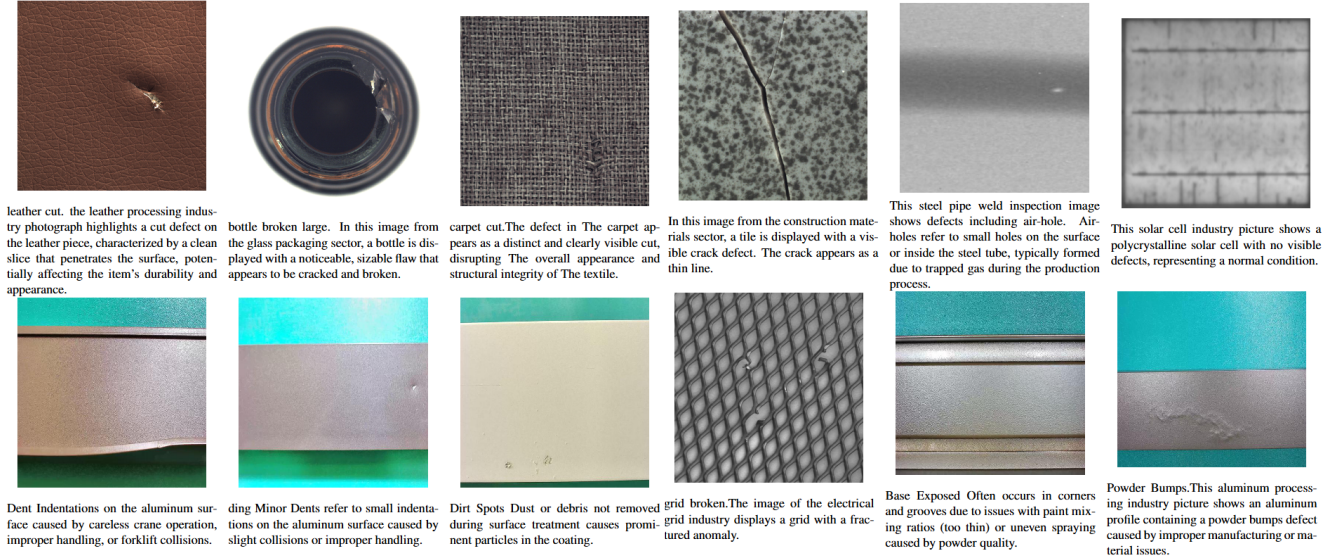 leather cut. the leather processing indus-
try photograph highlights a cut defect on
the leather piece, characterized by a clean
slice that penetrates the surface, poten-
tially affecting the item's durability and
appearance.
bottle broken large. In this image from
the glass packaging sector, a bottle is dis-
played with a noticeable, sizable flaw that
appears to be cracked and broken.
carpet cut.The defect in The carpet ap-
pears as a distinct and clearly visible cut,
disrupting The overall appearance and
structural integrity of The textile.
In this image from the construction mate-
rials sector, a tile is displayed with a vis-
ible crack defect. The crack appears as a
thin line.
This steel pipe weld inspection image
shows defects including air-hole. Air-
holes refer to small holes on the surface
or inside the steel tube, typically formed
due to trapped gas during the production
process.
This solar cell industry picture shows a
polycrystalline solar cell with no visible
defects, representing a normal condition.
Dent Indentations on the aluminum sur-
face caused by careless crane operation,
improper handling, or forklift collisions.
ding Minor Dents refer to small indenta-
tions on the aluminum surface caused by
slight collisions or improper handling.
Dirt Spots Dust or debris not removed
during surface treatment causes promi-
nent particles in the coating.
grid broken.The image of the electrical
grid industry displays a grid with a frac-
tured anomaly.
Base Exposed Often occurs in corners
and grooves due to issues with paint mix-
ing ratios (too thin) or uneven spraying
caused by powder quality.
Powder Bumps.This aluminum process-
ing industry picture shows an aluminum
profile containing a powder bumps defect
caused by improper manufacturing or ma-
terial issues.